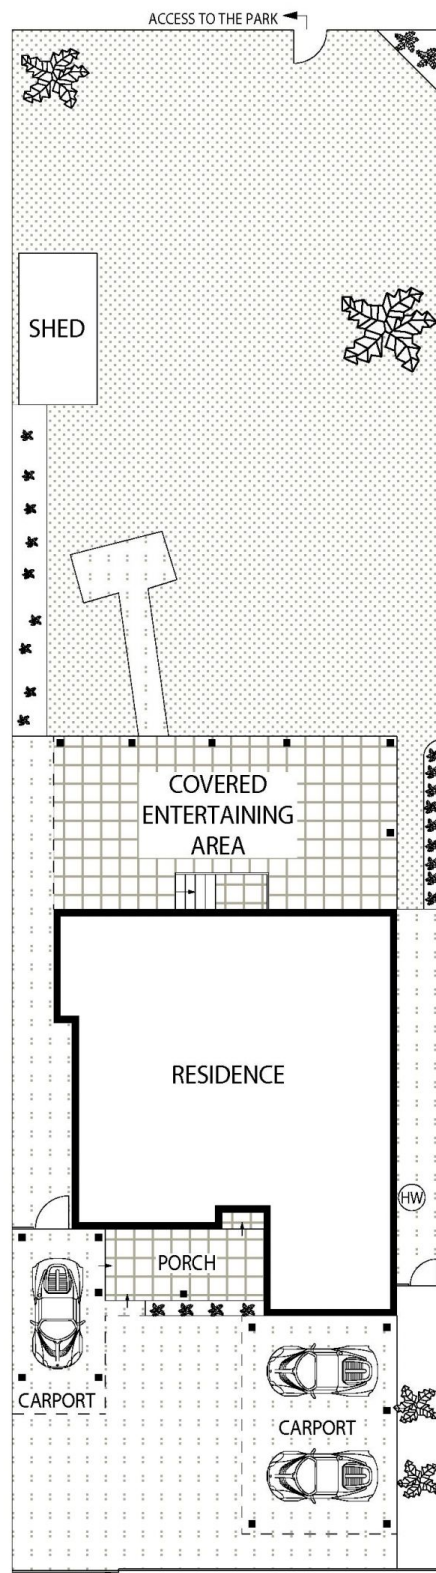 ACCESS TO THE PARK
SHED
COVERED
ENTERTAINING
AREA
RESIDENCE
HW
PORCH
CARPORT
CARPORT